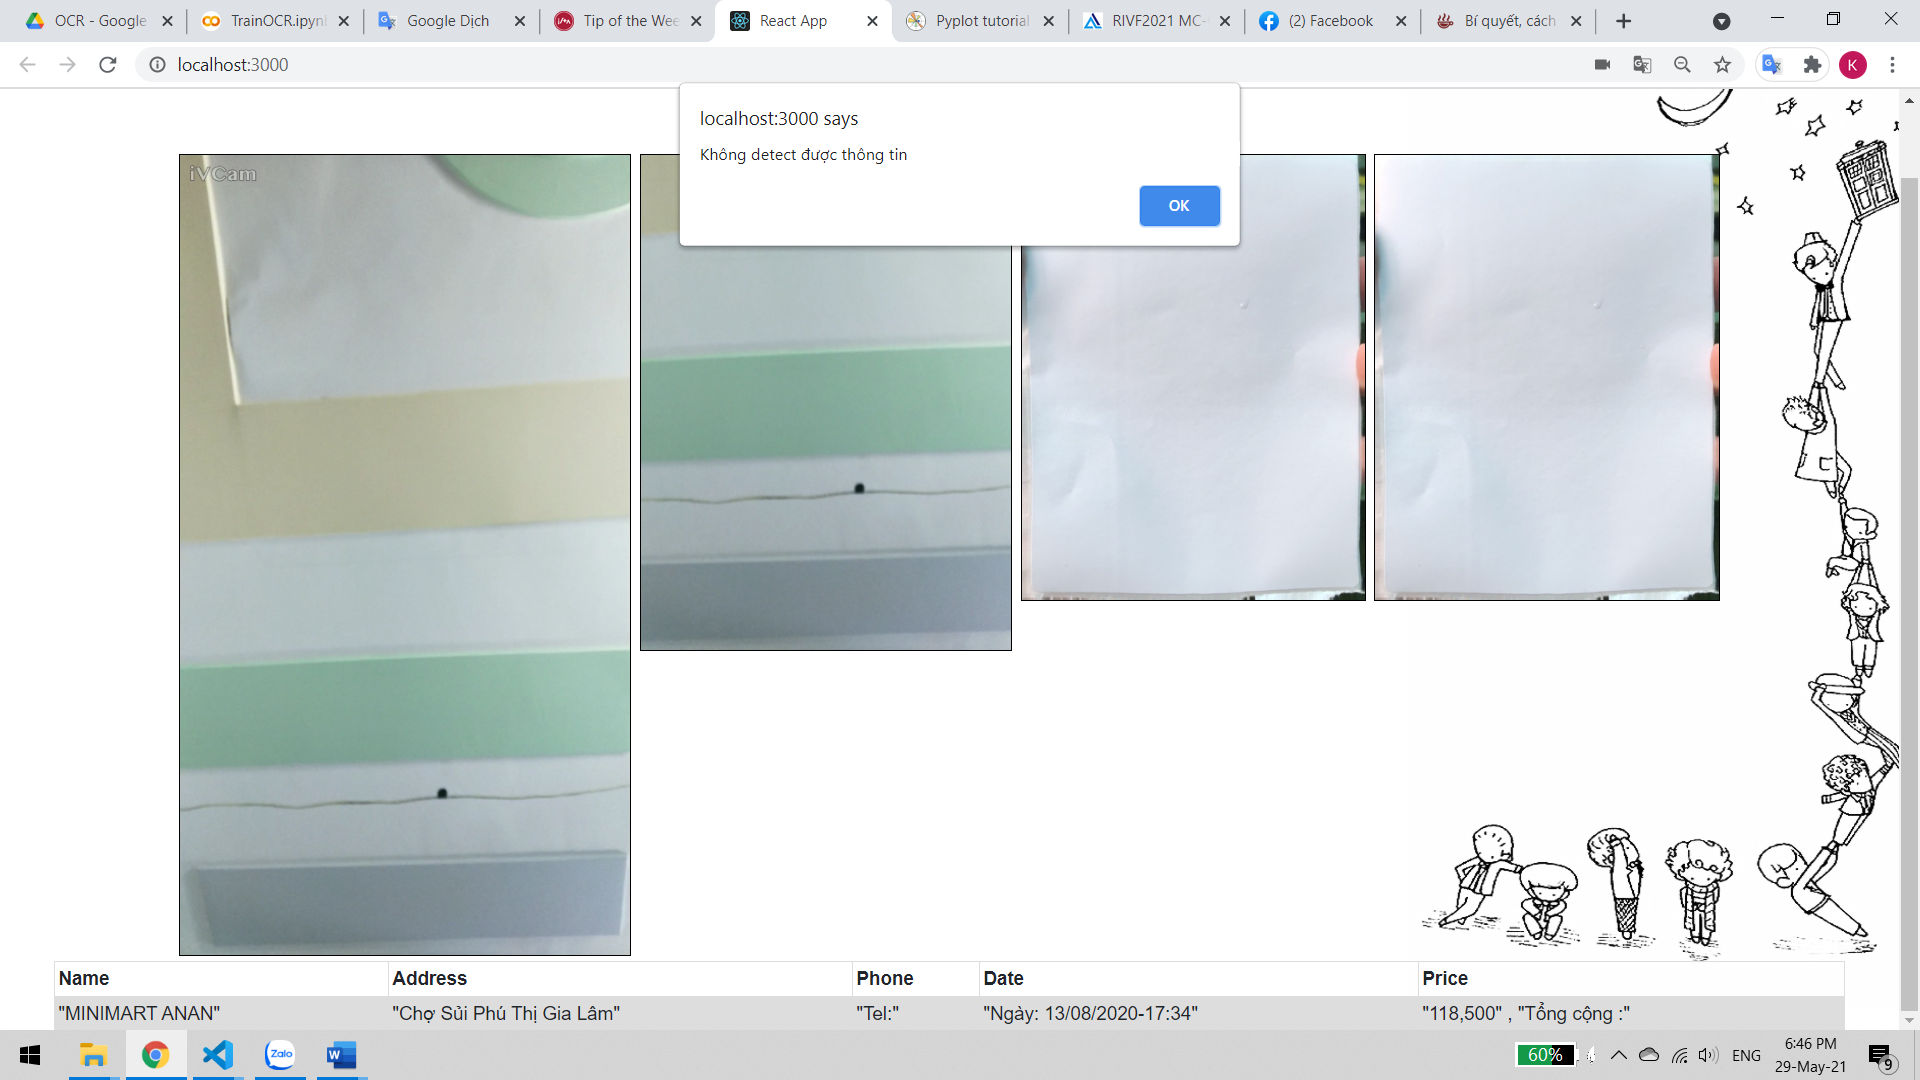 OCR - Google
TrainOCR.ipynl
Google Dịch
Tip of the Wee
React App
Pyplot tutorial
RIVF2021 MC-
(2) Facebook
Bí quyết, cách
localhost:3000
K
localhost:3000 says
Không detect được thông tin
OK
iVCam
Name Address Phone Date Price
"MINIMART ANAN" "Chợ Sủi Phú Thị Gia Lâm" "Tel:" "Ngày: 13/08/2020-17:34" "118,500" , "Tổng cộng :"
Zalo
W
60%
ENG
6:46 PM
29-May-21
9